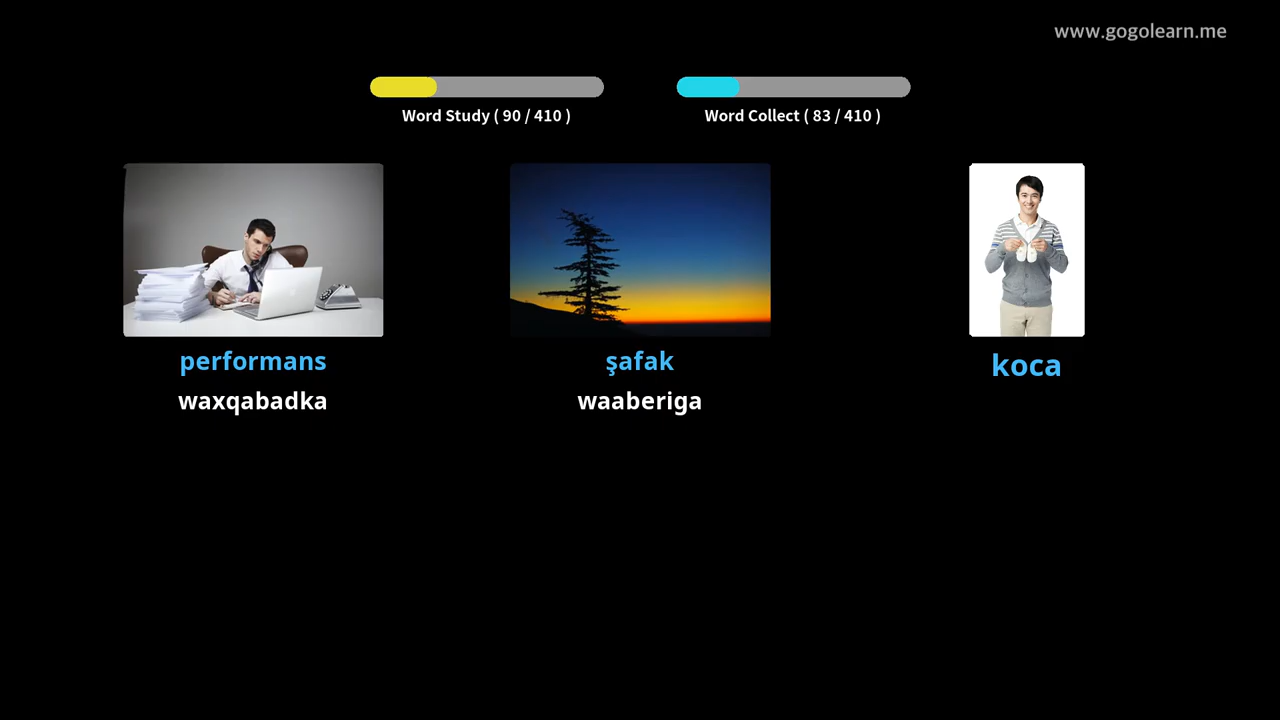 www.gogolearn.me
Word Study ( 90 / 410 )
Word Collect ( 83 / 410 )
performans
waxqabadka
şafak
waaberiga
koca